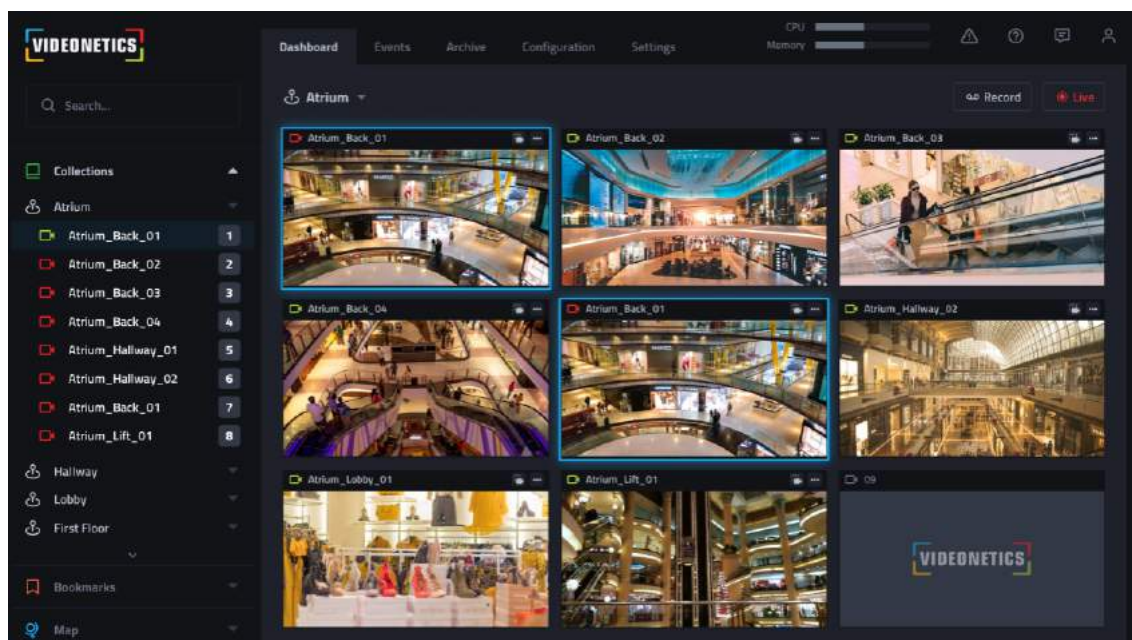 VIDEONETICS
Dashboard
Events
Archive
Configuration
Settings
CPU
Memory
Search...
Atrium
Record
Live
Collections
Atrium
Atrium_Back_01 1
Atrium_Back_02 2
Atrium_Back_03 3
Atrium_Back_04 4
Atrium_Hallway_01 5
Atrium_Hallway_02 6
Atrium_Back_01 7
Atrium_Lift_01 8
Hallway
Lobby
First Floor
Bookmarks
Map
Atrium_Back_01
Atrium_Back_02
Atrium_Back_03
Atrium_Back_04
Atrium_Back_01
Atrium_Hallway_02
Atrium_Lobby_01
Atrium_Lift_01
09
VIDEONETICS